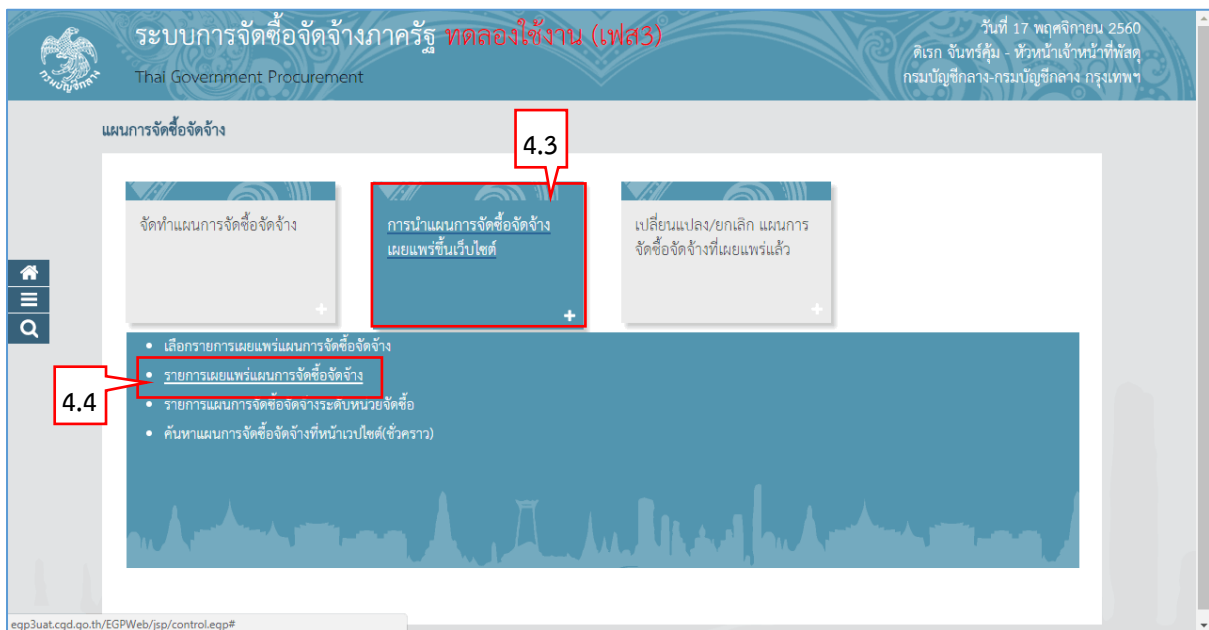 ระบบการจัดซื้อจัดจ้างภาครัฐ ทดลองใช้งาน (เฟส3)
Thai Government Procurement
วันที่ 17 พฤศจิกายน 2560
ดิเรก จันทร์คุ้ม - หัวหน้าเจ้าหน้าที่พัสดุ
กรมบัญชีกลาง-กรมบัญชีกลาง กรุงเทพฯ
กรมบัญชีกลาง
แผนการจัดซื้อจัดจ้าง
4.3
จัดทำแผนการจัดซื้อจัดจ้าง
การนำแผนการจัดซื้อจัดจ้าง
เผยแพร่ขึ้นเว็บไซต์
เปลี่ยนแปลง/ยกเลิก แผนการ
จัดซื้อจัดจ้างที่เผยแพร่แล้ว
• เลือกรายการเผยแพร่แผนการจัดซื้อจัดจ้าง
• รายการเผยแพร่แผนการจัดซื้อจัดจ้าง
4.4
• รายการแผนการจัดซื้อจัดจ้างระดับหน่วยจัดซื้อ
• ค้นหาแผนการจัดซื้อจัดจ้างที่หน้าเวปไซต์(ชั่วคราว)
egp3uat.cgd.go.th/EGPWeb/jsp/control.egp#